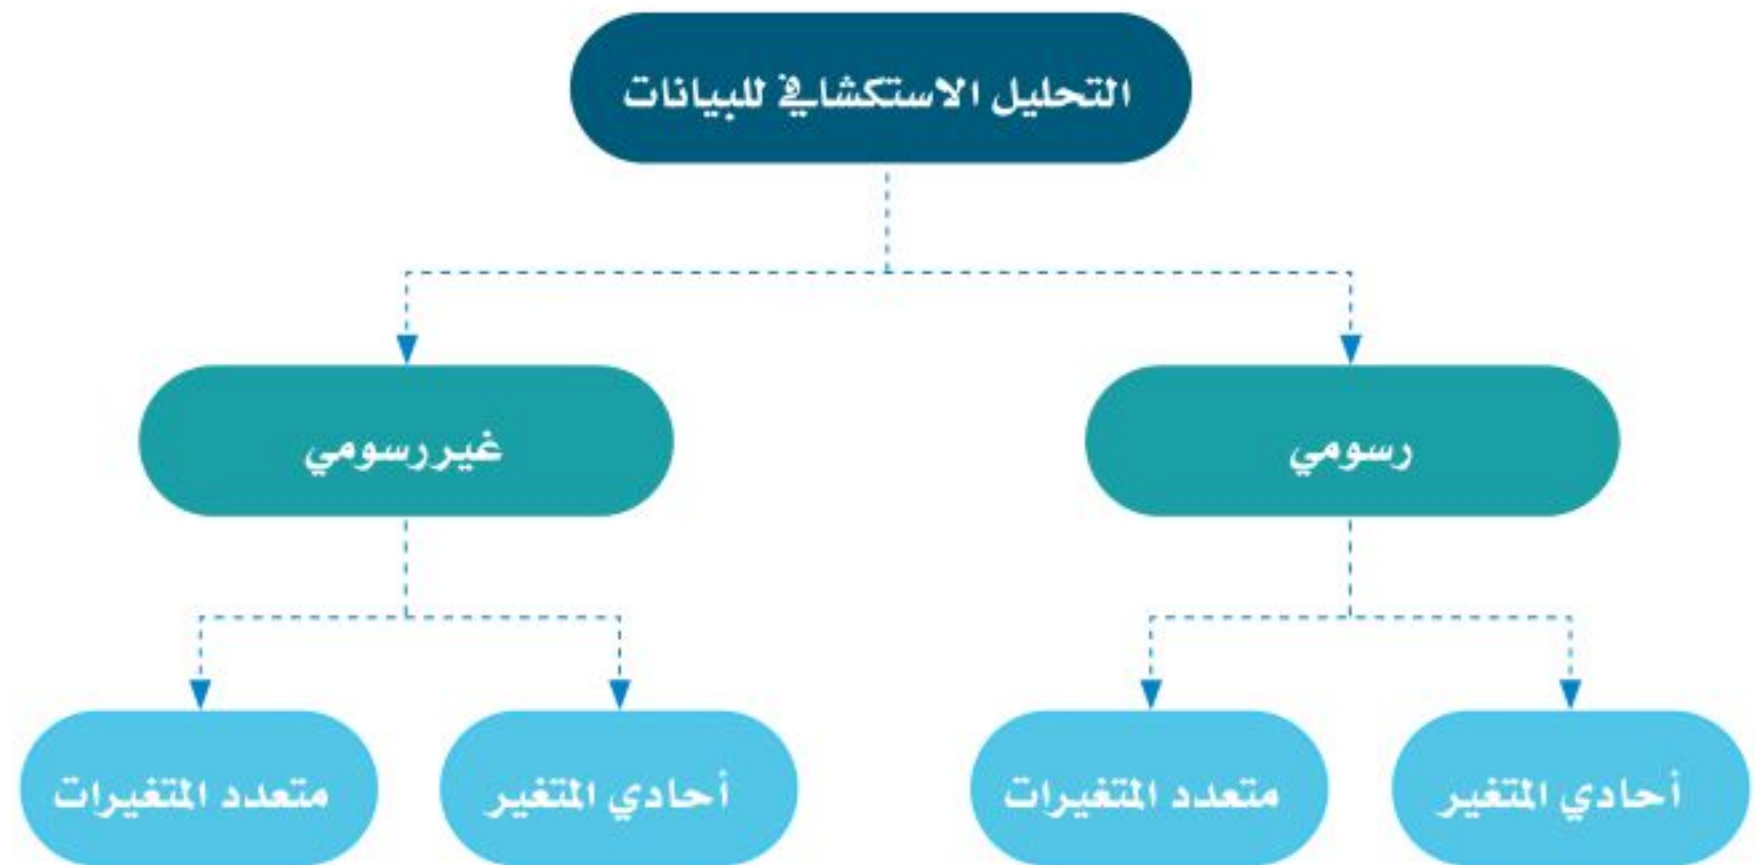 التحليل الاستكشافي للبيانات
رسومي
غير رسومي
أحادي المتغير
متعدد المتغيرات
أحادي المتغير
متعدد المتغيرات